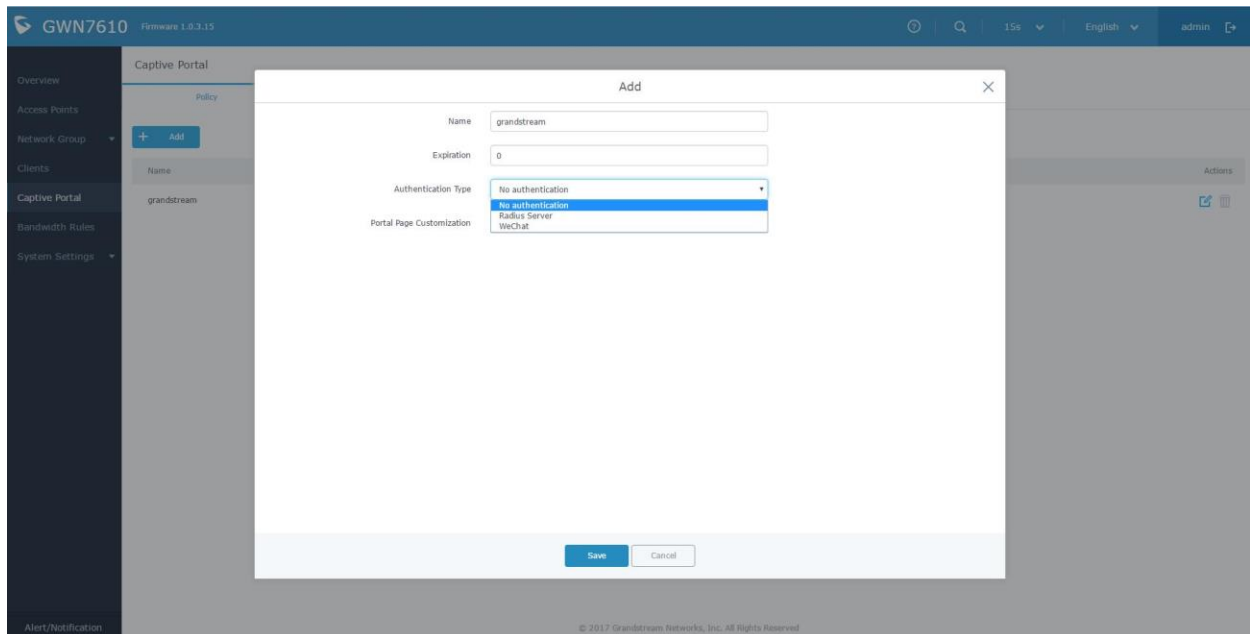 GWN7610 Firmware 1.0.3.15
15s English admin
Overview
Access Points
Network Group
Clients
Captive Portal
Bandwidth Rules
System Settings
Alert/Notification
Captive Portal
Policy
Add
Name
Actions
grandstream
Add
Name grandstream
Expiration 0
Authentication Type No authentication
No authentication
Radius Server
WeChat
Portal Page Customization
Save Cancel
© 2017 Grandstream Networks, Inc. All Rights Reserved